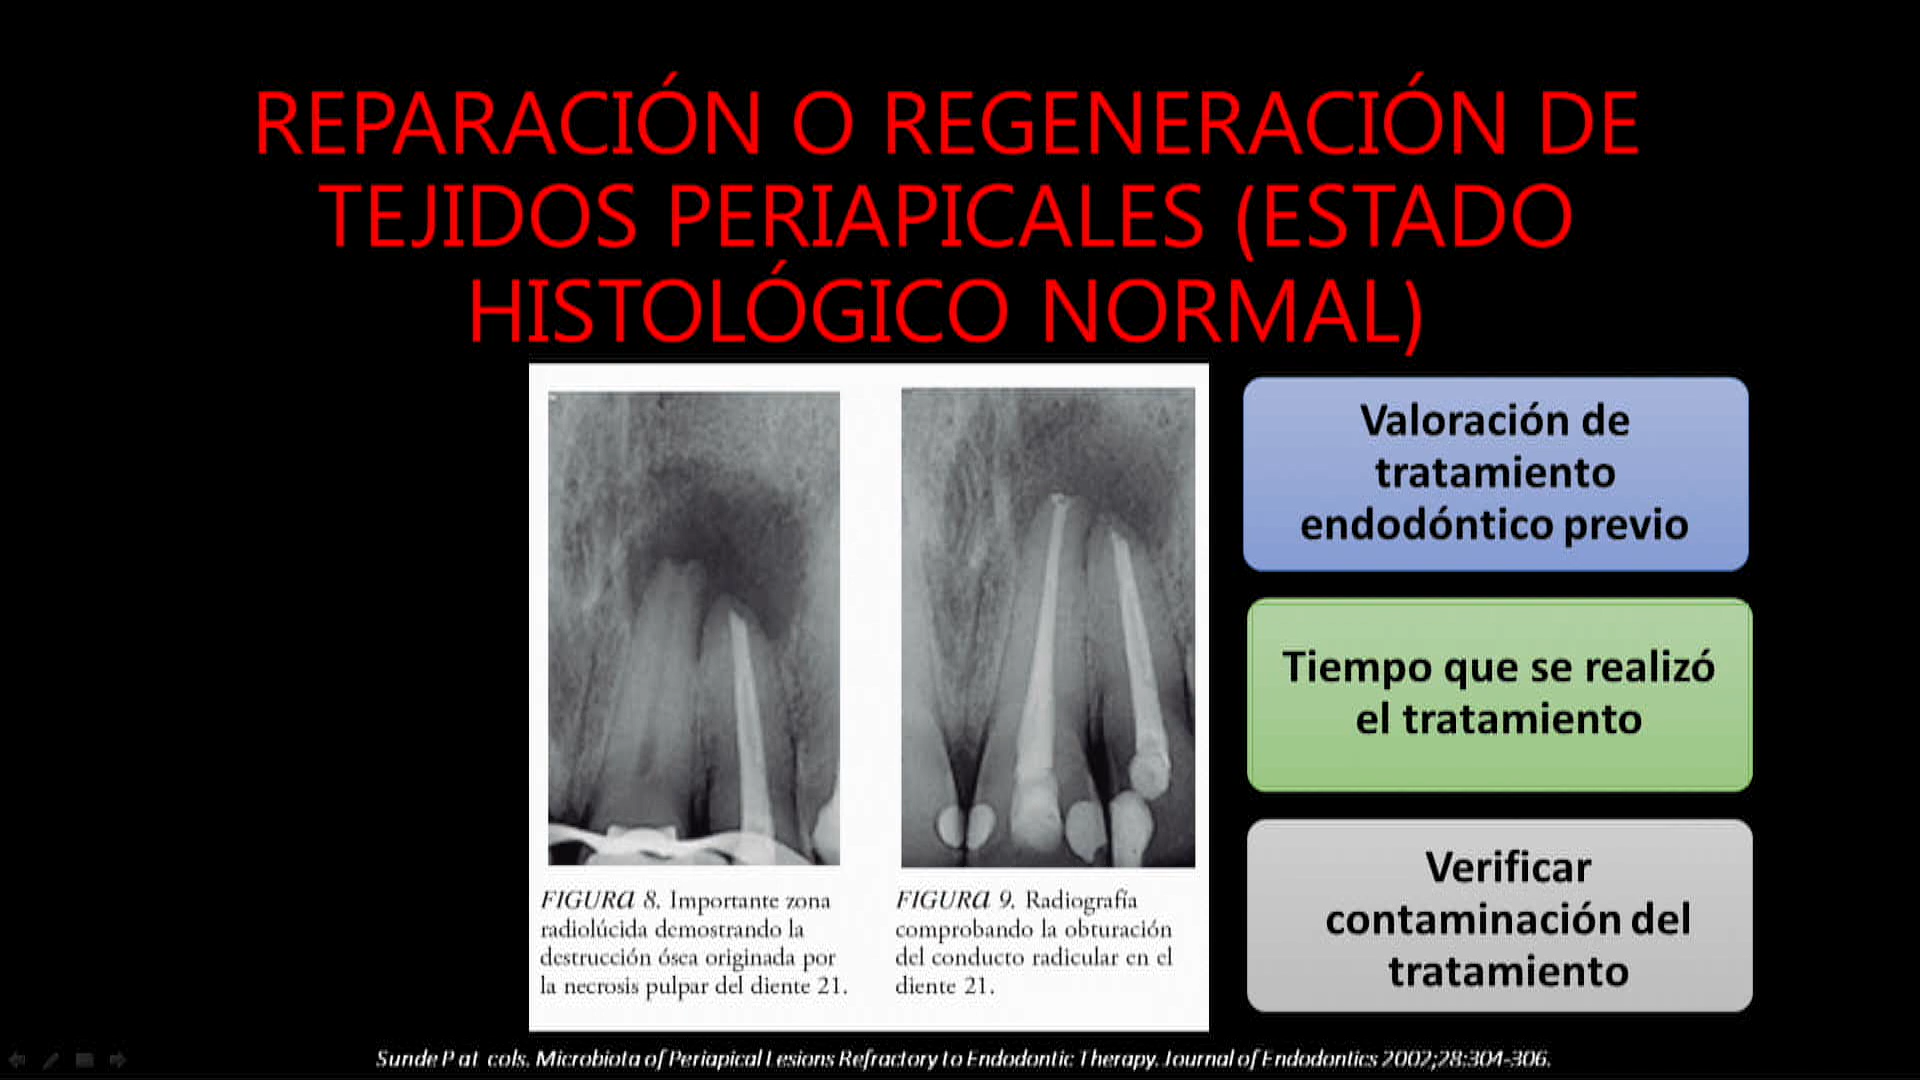 REPARACIÓN O REGENERACIÓN DE
TEJIDOS PERIAPICALES (ESTADO
HISTOLÓGICO NORMAL)
FIGURA 8. Importante zona
radiolúcida demostrando la
destrucción ósea originada por
la necrosis pulpar del diente 21.
FIGURA 9. Radiografía
comprobando la obturación
del conducto radicular en el
diente 21.
Valoración de
tratamiento
endodóntico previo
Tiempo que se realizó
el tratamiento
Verificar
contaminación del
tratamiento
Sunde P at cols. Microbiota of Periapical Lesions Refractory to Endodontic Therapy. Journal of Endodontics 2002;28:304-306.